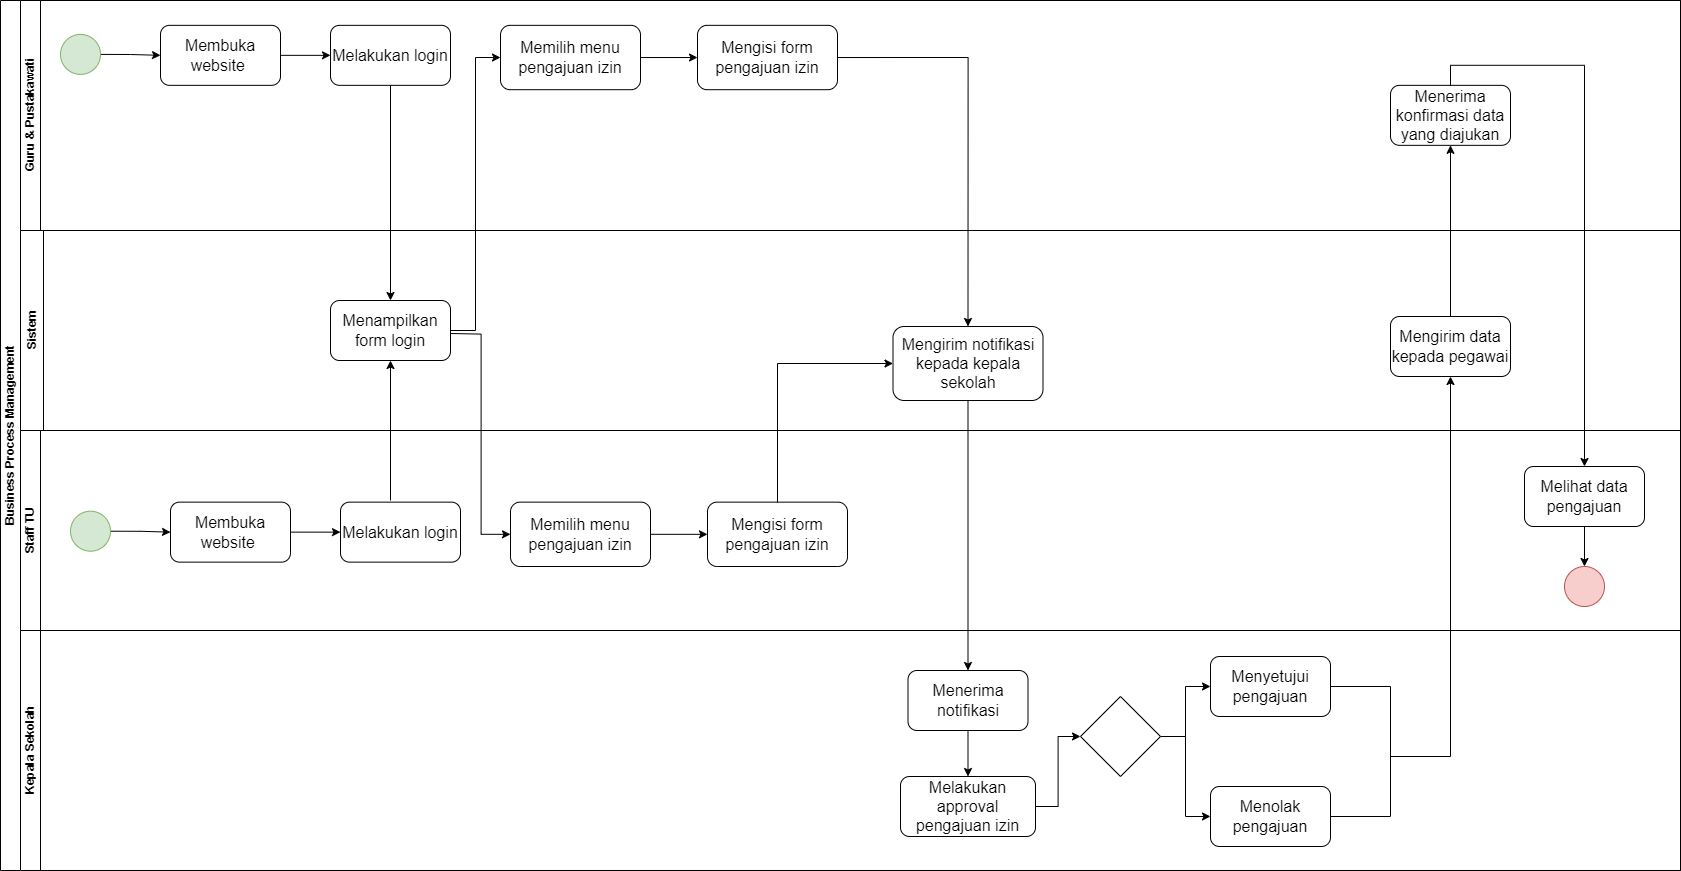 Business Process Management
Guru & Pustakawati
Membuka
website
Melakukan login
Memilih menu
pengajuan izin
Mengisi form
pengajuan izin
Menerima
konfirmasi data
yang diajukan
Sistem
Menampilkan
form login
Mengirim notifikasi
kepada kepala
sekolah
Mengirim data
kepada pegawai
Staff TU
Membuka
website
Melakukan login
Memilih menu
pengajuan izin
Mengisi form
pengajuan izin
Melihat data
pengajuan
Kepala Sekolah
Menerima
notifikasi
Melakukan
approval
pengajuan izin
Menyetujui
pengajuan
Menolak
pengajuan